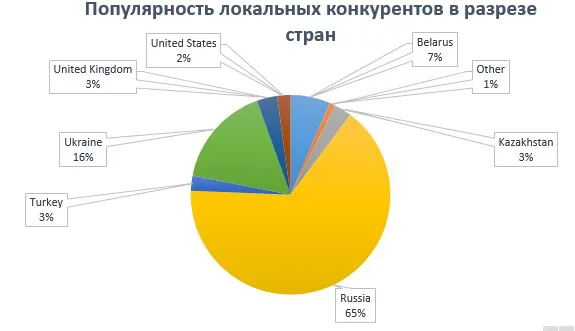 Популярность локальных конкурентов в разрезе
стран
United States
2%
Belarus
7%
United Kingdom
3%
Other
1%
Ukraine
16%
Kazakhstan
3%
Turkey
3%
Russia
65%